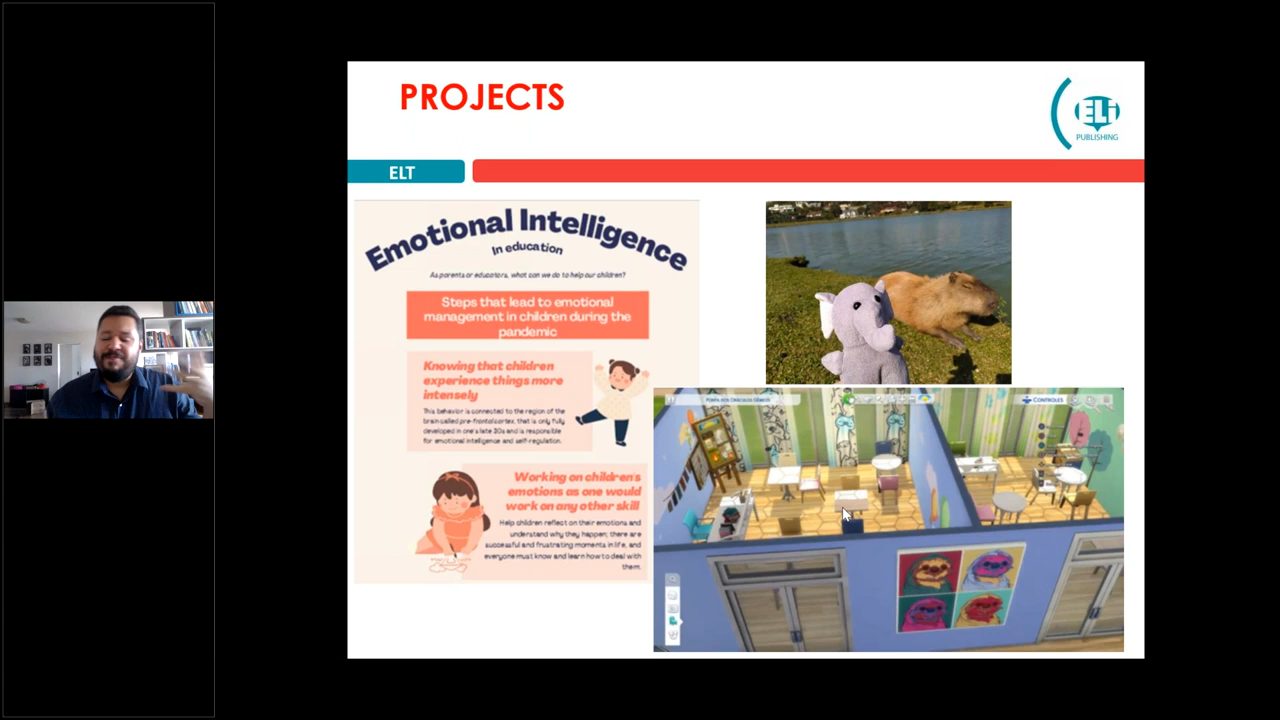 PROJECTS
ELi
PUBLISHING
ELT
Emotional Intelligence
In education
As parents or educators, what can we do to help our children?
Steps that lead to emotional
management in children during the
pandemic
Knowing that children
experience things more
intensely
This behavior is connected to the region of the
brain called pre-frontal cortex, that is only fully
developed in one's late 20s and is responsible
for emotional intelligence and self-regulation.
Working on children's
emotions as one would
work on any other skill
Help children reflect on their emotions and
understand why they happen; there are
successful and frustrating moments in life, and
everyone must know and learn how to deal with
them.
CONTROLES